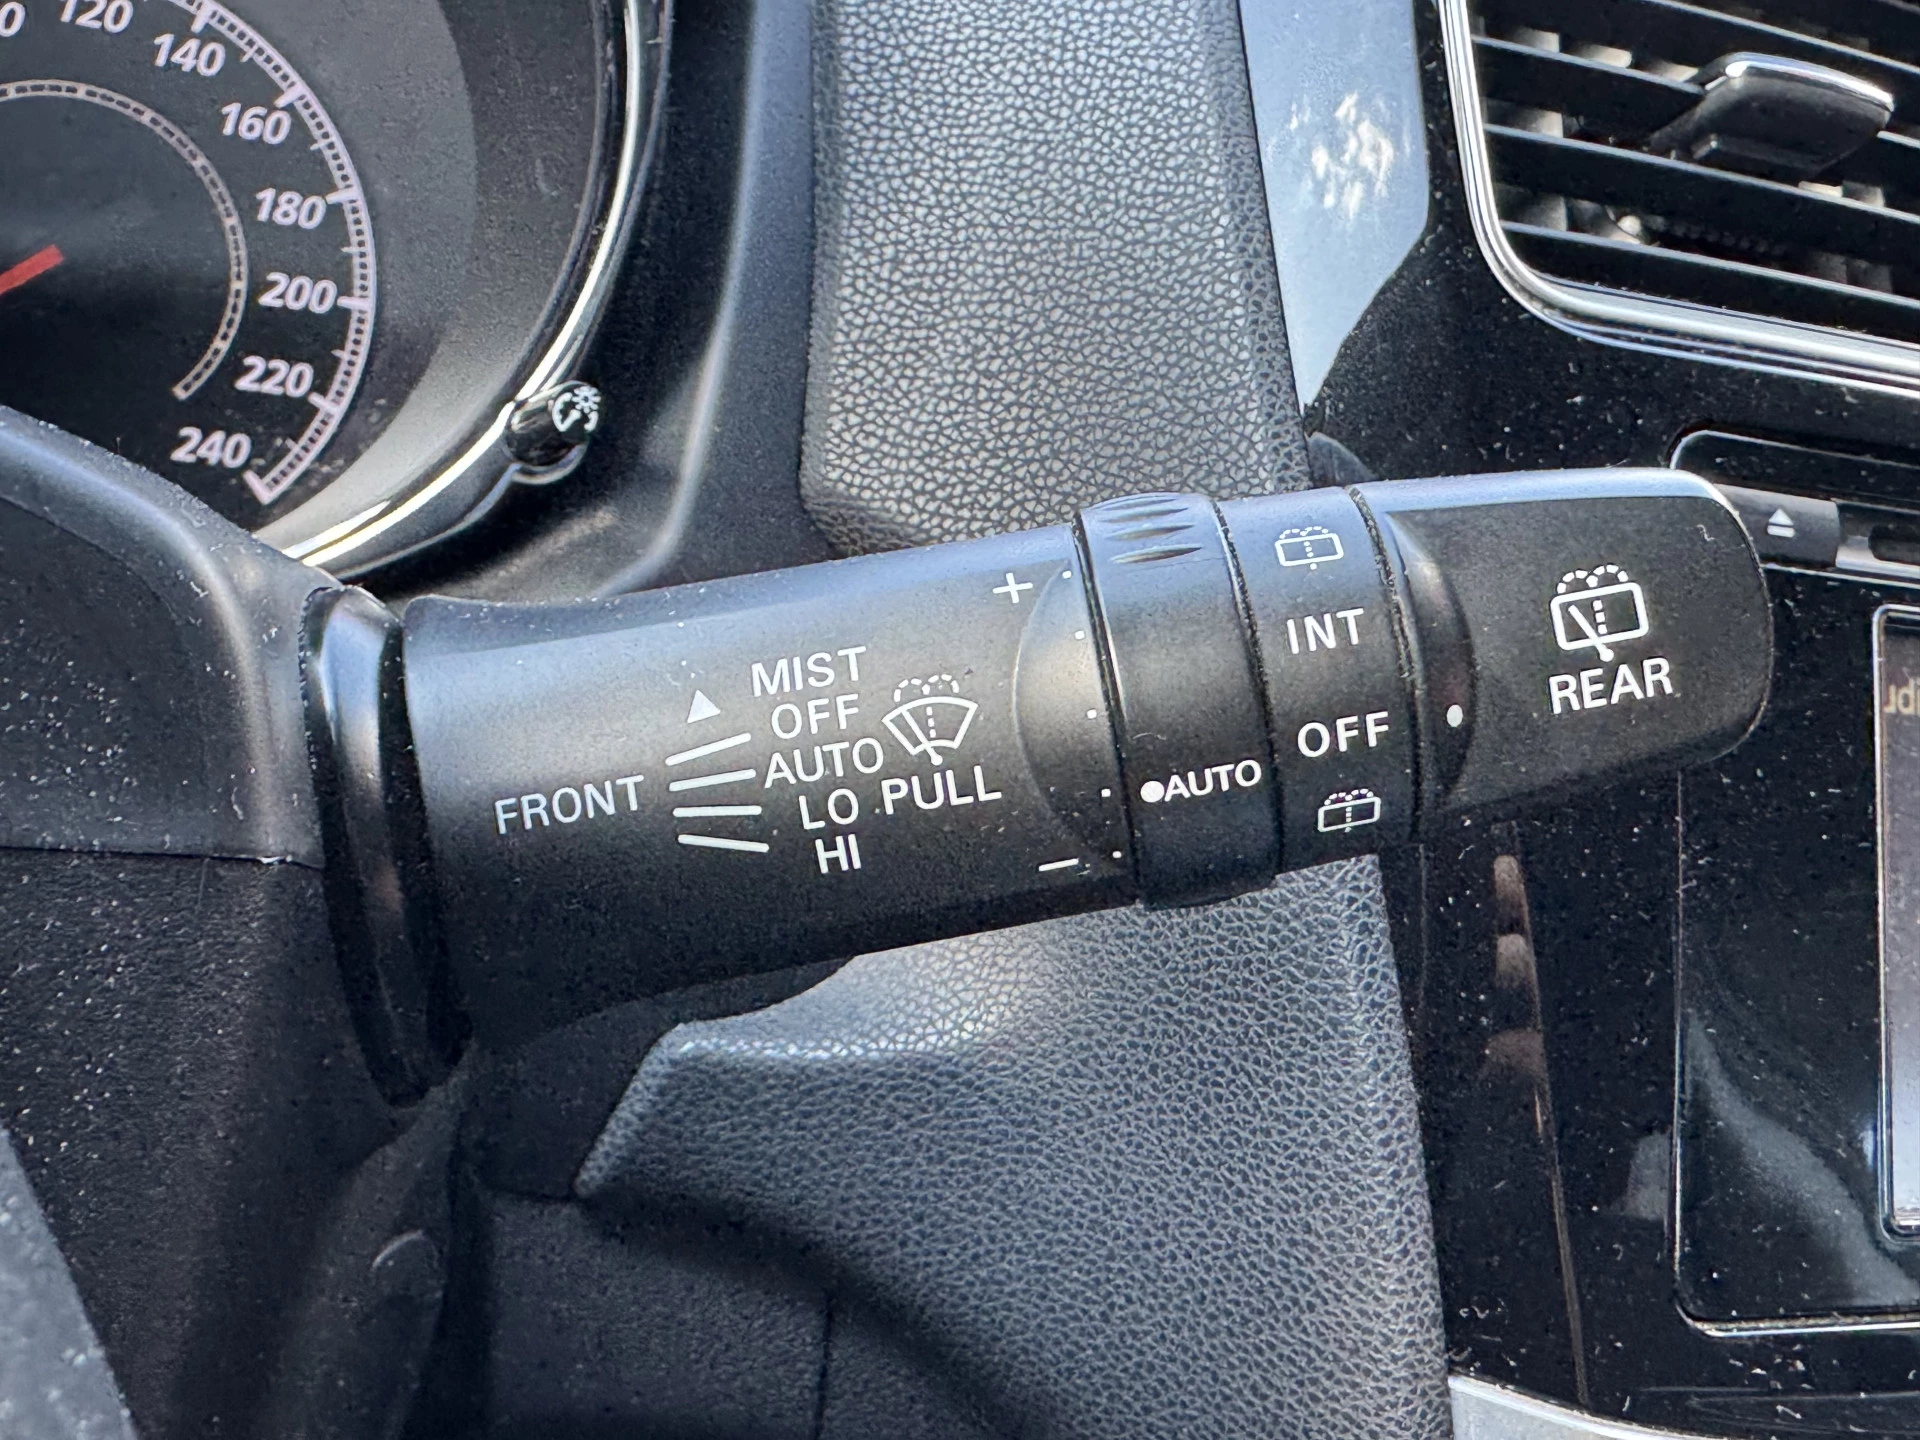 120
140
160
180
200
220
240
FRONT
MIST
OFF
AUTO
LO
HI
PULL
+
−
●AUTO
INT
OFF
REAR